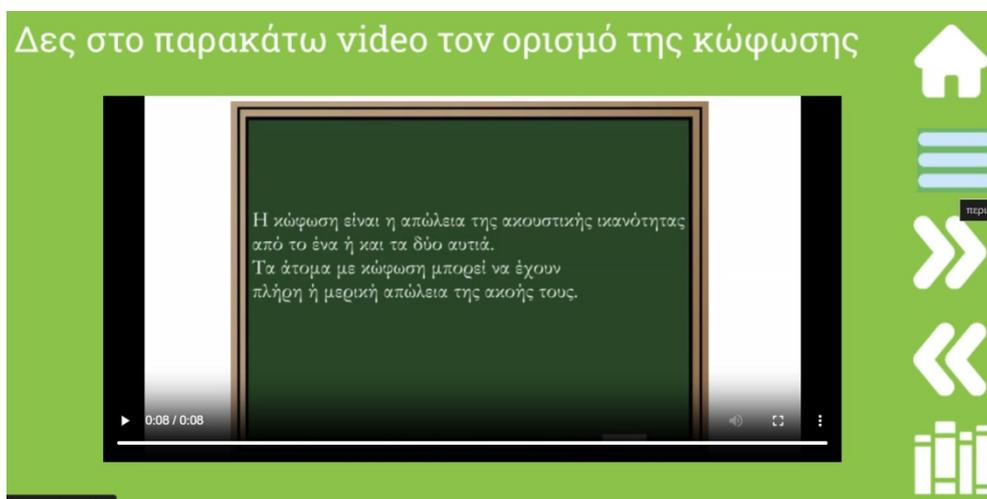 Δες στο παρακάτω video τον ορισμό της κώφωσης
Η κώφωση είναι η απώλεια της ακουστικής ικανότητας
από το ένα ή και τα δύο αυτιά.
Τα άτομα με κώφωση μπορεί να έχουν
πλήρη ή μερική απώλεια της ακοής τους.
0:08 / 0:08